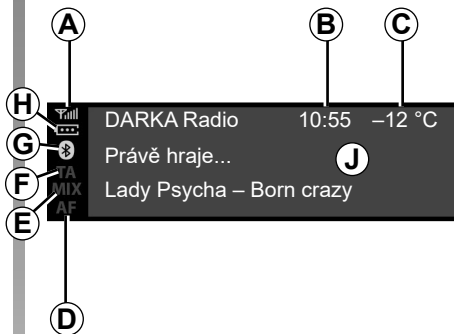 A B C
H
G
F
E
D
DARKA Radio 10:55 –12 °C
Právě hraje...
J
Lady Psycha – Born crazy
TA
MIX
AF